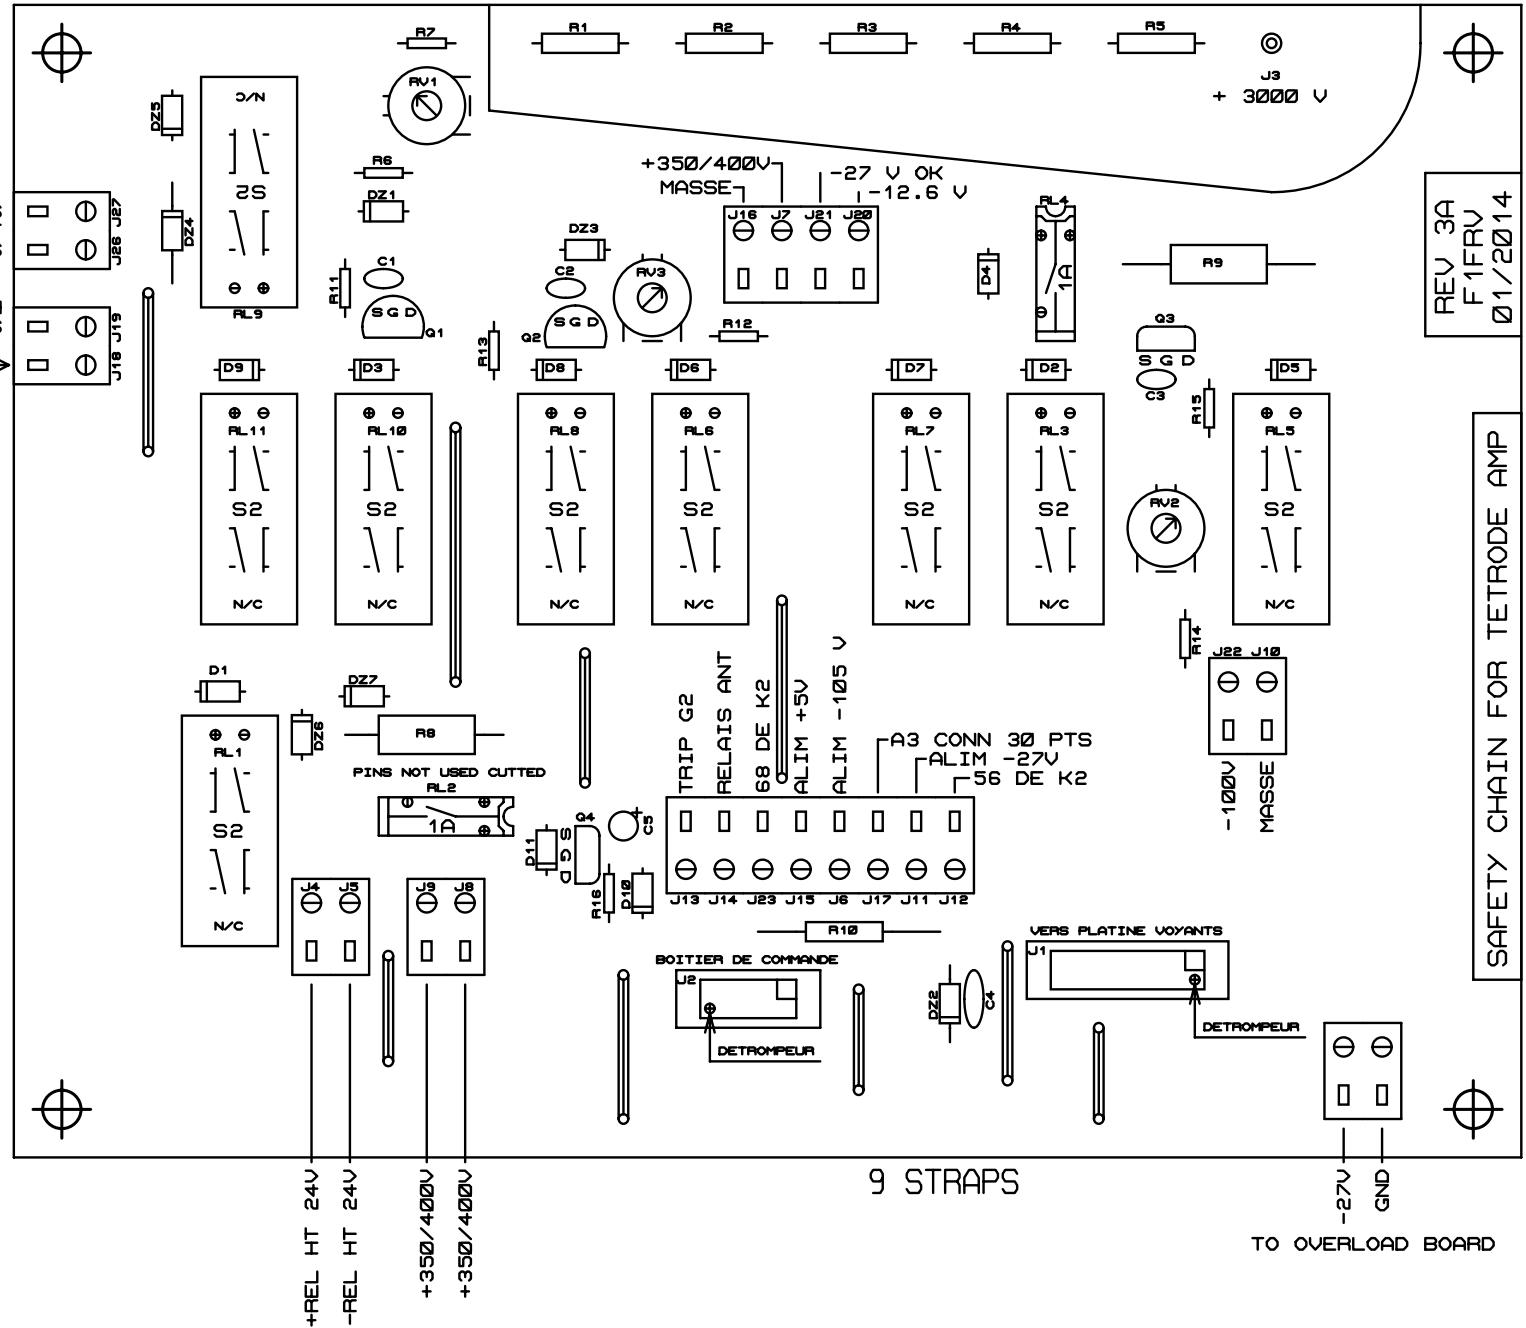 R1
R2
R3
R4
R5
J3
+ 3000 V
R7
RV1
DZ5
N/C
S2
RL9
DZ4
J27
J26
J19
J18
R6
DZ1
C1
R11
S G D
Q1
DZ3
C2
S G D
Q2
RV3
R12
R13
+350/400V
MASSE
-27 V OK
-12.6 V
J16
J7
J21
J20
RL4
1A
D4
R9
Q3
S G D
C3
R15
REV 3A
F1FRV
01/2014
D9
D3
D8
D6
D7
D2
D5
RL11
S2
N/C
RL10
S2
N/C
RL8
S2
N/C
RL6
S2
N/C
RL7
S2
N/C
RL3
S2
N/C
RL5
S2
N/C
RV2
R14
J22
J10
-100V
MASSE
SAFETY CHAIN FOR TETRODE AMP
D1
DZ7
DZ6
R8
RL1
S2
N/C
PINS NOT USED CUTTED
RL2
1A
Q4
S G D
D11
C5
R16
D10
TRIP G2
RELAIS ANT
68 DE K2
ALIM +5V
ALIM -105 V
A3 CONN 30 PTS
ALIM -27V
56 DE K2
J13
J14
J23
J15
J6
J17
J11
J12
R10
J4
J5
J9
J8
BOITIER DE COMMANDE
J2
DETROMPEUR
DZ2
C4
VERS PLATINE VOYANTS
J1
DETROMPEUR
+REL HT 24V
-REL HT 24V
+350/400V
+350/400V
9 STRAPS
-27V
GND
TO OVERLOAD BOARD